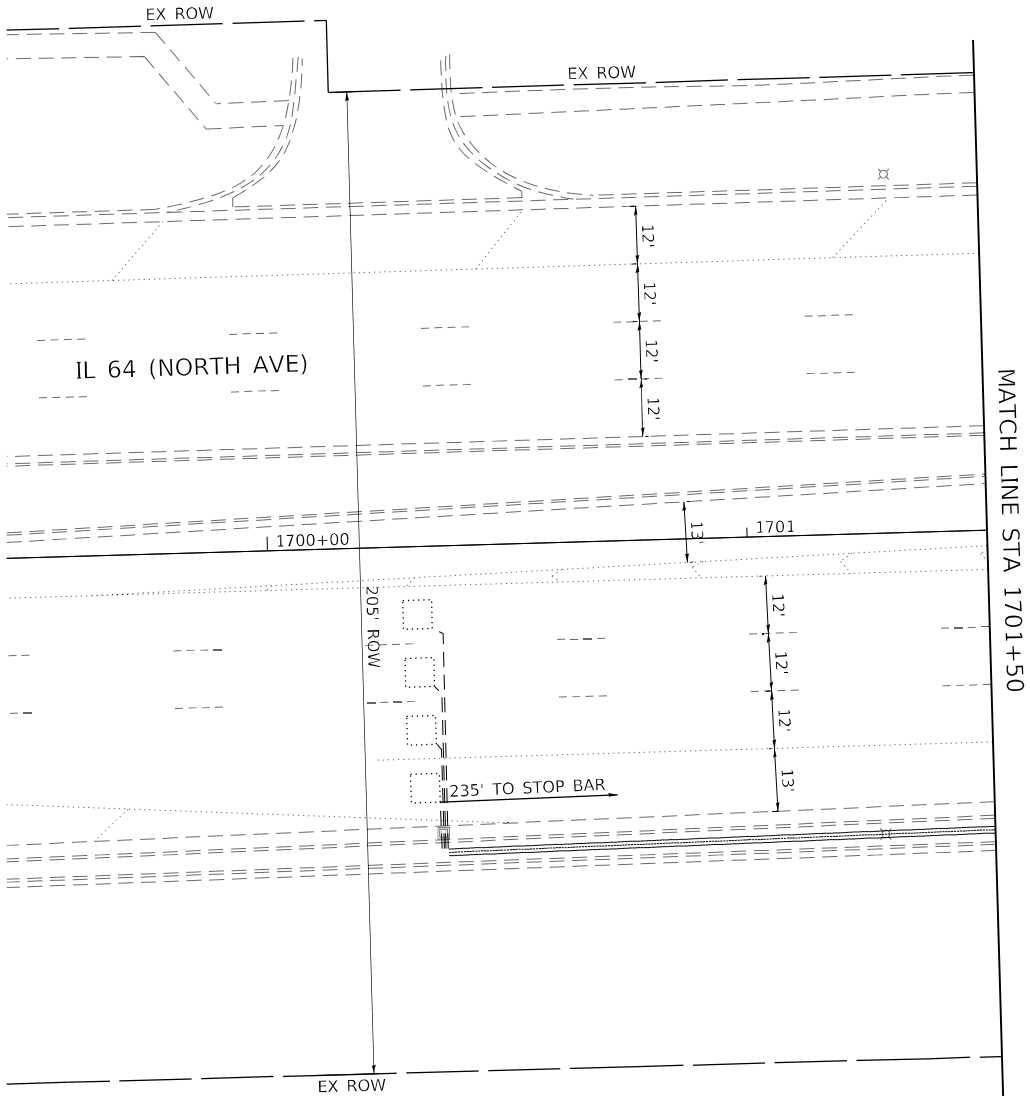 EX ROW
EX ROW
12'
12'
12'
12'
IL 64 (NORTH AVE)
MATCH LINE STA 1701+50
1700+00
1701
13'
205' ROW
12'
12'
12'
13'
235' TO STOP BAR
EX ROW